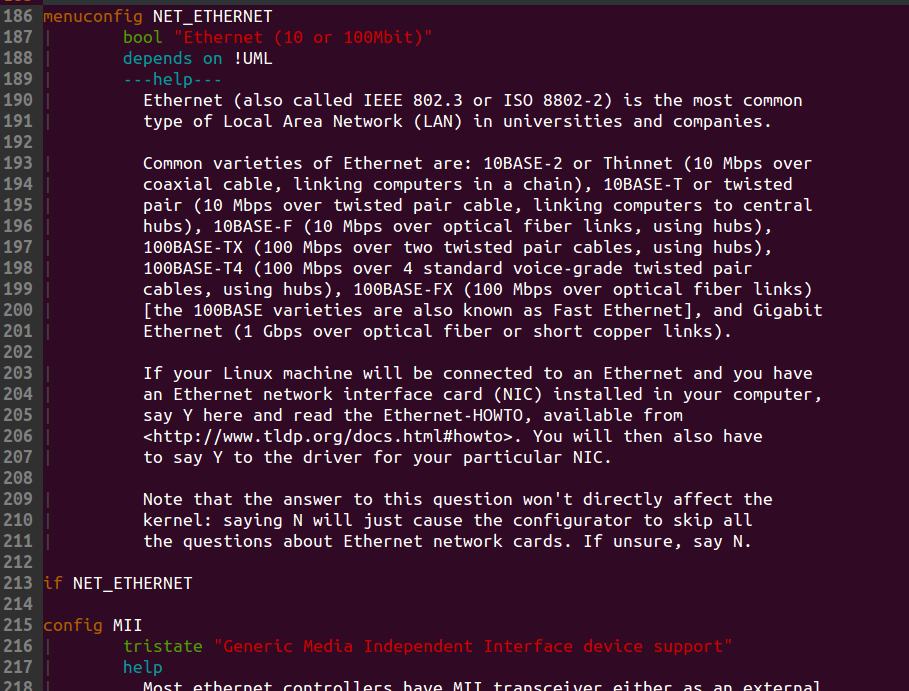 186 menuconfig NET_ETHERNET
187 bool "Ethernet (10 or 100Mbit)"
188 depends on !UML
189 ---help---
190 Ethernet (also called IEEE 802.3 or ISO 8802-2) is the most common
191 type of Local Area Network (LAN) in universities and companies.
192
193 Common varieties of Ethernet are: 10BASE-2 or Thinnet (10 Mbps over
194 coaxial cable, linking computers in a chain), 10BASE-T or twisted
195 pair (10 Mbps over twisted pair cable, linking computers to central
196 hubs), 10BASE-F (10 Mbps over optical fiber links, using hubs),
197 100BASE-TX (100 Mbps over two twisted pair cables, using hubs),
198 100BASE-T4 (100 Mbps over 4 standard voice-grade twisted pair
199 cables, using hubs), 100BASE-FX (100 Mbps over optical fiber links)
200 [the 100BASE varieties are also known as Fast Ethernet], and Gigabit
201 Ethernet (1 Gbps over optical fiber or short copper links).
202
203 If your Linux machine will be connected to an Ethernet and you have
204 an Ethernet network interface card (NIC) installed in your computer,
205 say Y here and read the Ethernet-HOWTO, available from
206 <http://www.tldp.org/docs.html#howto>. You will then also have
207 to say Y to the driver for your particular NIC.
208
209 Note that the answer to this question won't directly affect the
210 kernel: saying N will just cause the configurator to skip all
211 the questions about Ethernet network cards. If unsure, say N.
212
213 if NET_ETHERNET
214
215 config MII
216 tristate "Generic Media Independent Interface device support"
217 help
218 Most ethernet controllers have MII transceiver either as an external